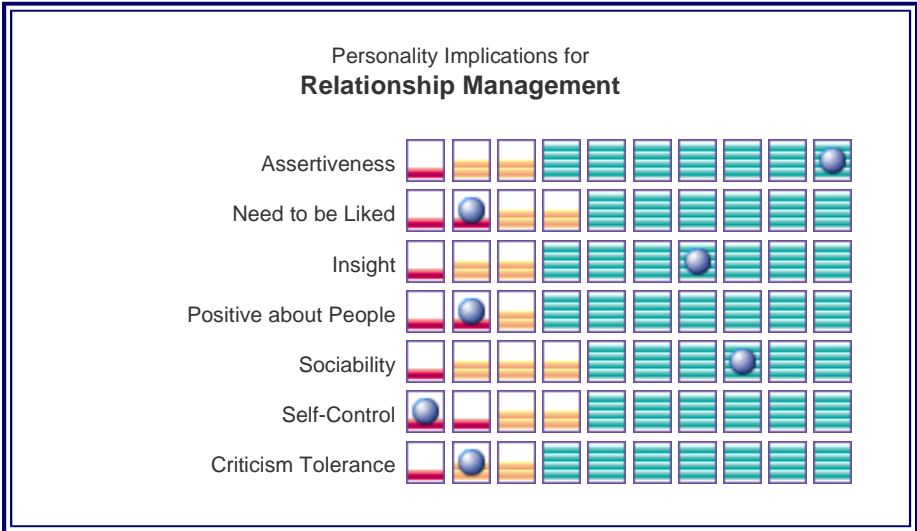 Personality Implications for
Relationship Management
Assertiveness
Need to be Liked
Insight
Positive about People
Sociability
Self-Control
Criticism Tolerance